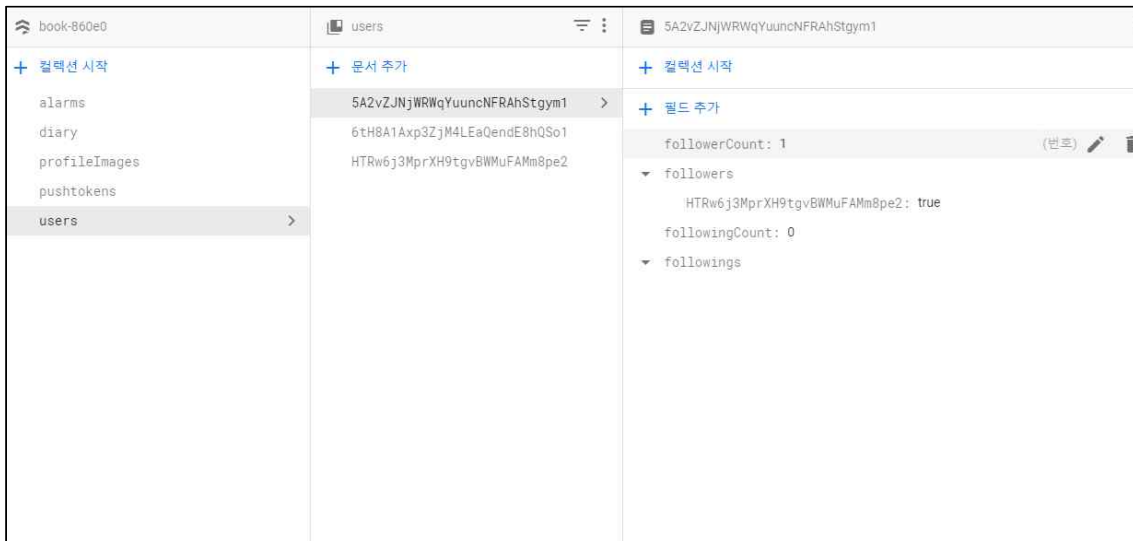 book-860e0
+ 컬렉션 시작
alarms
diary
profileImages
pushtokens
users
users
+ 문서 추가
5A2vZJNjWRWqYuuncNFRAhStgym1
6tH8A1Axp3ZjM4LEaQendE8hQSo1
HTRw6j3MprXH9tgvBWMuFAMm8pe2
5A2vZJNjWRWqYuuncNFRAhStgym1
+ 컬렉션 시작
+ 필드 추가
followerCount: 1 (번호)
followers
HTRw6j3MprXH9tgvBWMuFAMm8pe2: true
followingCount: 0
followings